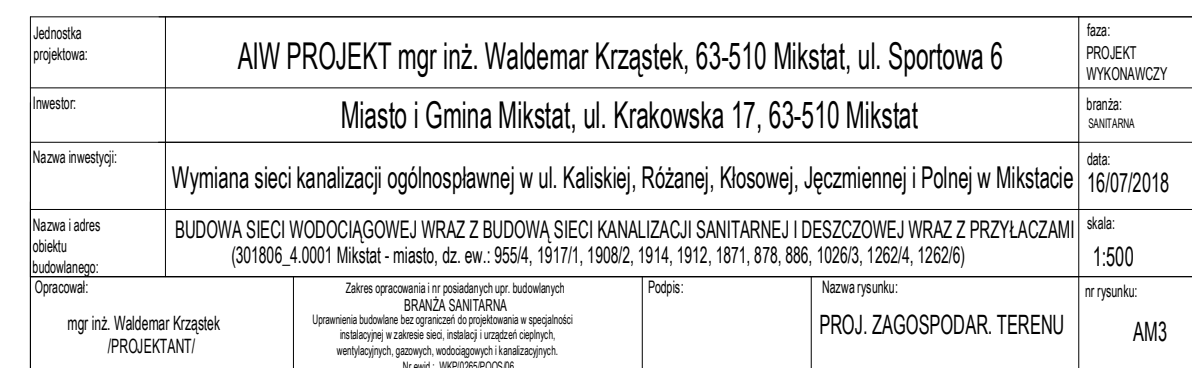 Jednostka
projektowa:
AIW PROJEKT mgr inż. Waldemar Krząstek, 63-510 Mikstat, ul. Sportowa 6
faza:
PROJEKT
WYKONAWCZY
Inwestor:
Miasto i Gmina Mikstat, ul. Krakowska 17, 63-510 Mikstat
branża:
SANITARNA
Nazwa inwestycji:
Wymiana sieci kanalizacji ogólnospławnej w ul. Kaliskiej, Różanej, Kłosowej, Jęczmiennej i Polnej w Mikstacie
data:
16/07/2018
Nazwa i adres
obiektu
budowlanego:
BUDOWA SIECI WODOCIĄGOWEJ WRAZ Z BUDOWĄ SIECI KANALIZACJI SANITARNEJ I DESZCZOWEJ WRAZ Z PRZYŁACZAMI
(301806_4.0001 Mikstat - miasto, dz. ew.: 955/4, 1917/1, 1908/2, 1914, 1912, 1871, 878, 886, 1026/3, 1262/4, 1262/6)
skala:
1:500
Opracował:
mgr inż. Waldemar Krząstek
/PROJEKTANT/
Zakres opracowania i nr posiadanych upr. budowlanych
BRANŻA SANITARNA
Uprawnienia budowlane bez ograniczeń do projektowania w specjalności
instalacyjnej w zakresie sieci, instalacji i urządzeń cieplnych,
wentylacyjnych, gazowych, wodociągowych i kanalizacyjnych.
Nr ewid.: WKP/0265/POOS/06
Podpis:
Nazwa rysunku:
PROJ. ZAGOSPODAR. TERENU
nr rysunku:
AM3